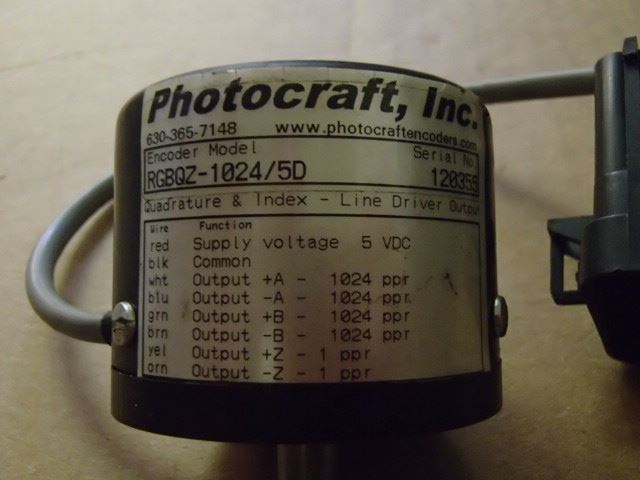 Photocraft, Inc.
630-365-7148 www.photocraftencoders.com
Encoder Model Serial No.
RGBQZ-1024/5D 120355
Quadrature & Index - Line Driver Output
Wire Function
red Supply voltage 5 VDC
blk Common
wht Output +A - 1024 ppr
blu Output -A - 1024 ppr
grn Output +B - 1024 ppr
brn Output -B - 1024 ppr
yel Output +Z - 1 ppr
orn Output -Z - 1 ppr